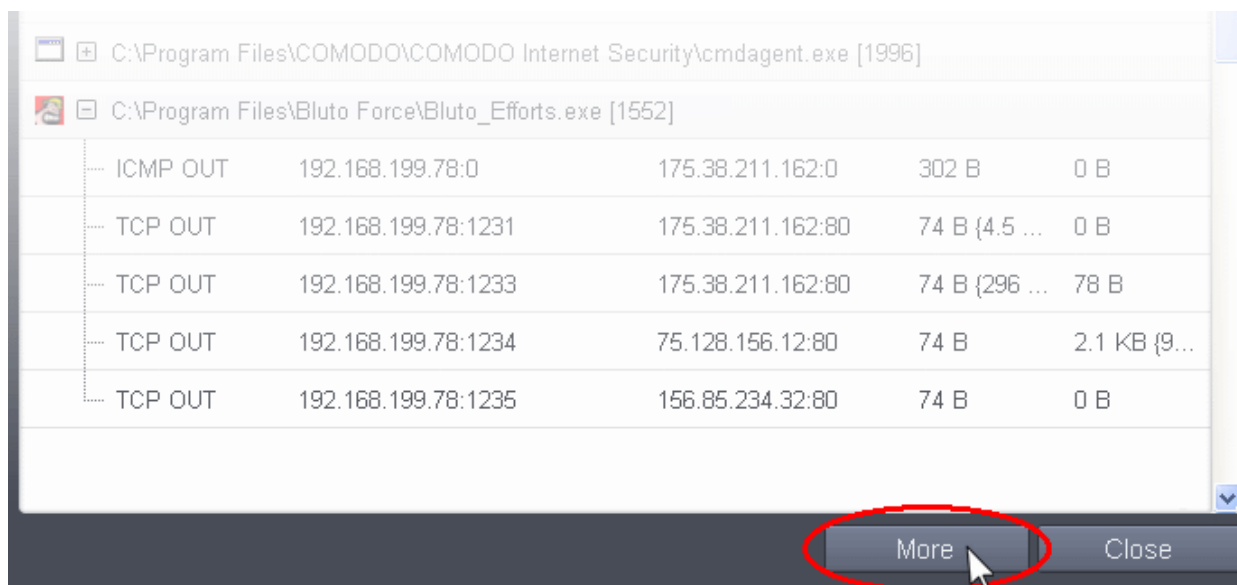 C:\Program Files\COMODO\COMODO Internet Security\cmdagent.exe [1996]
C:\Program Files\Bluto Force\Bluto_Efforts.exe [1552]
ICMP OUT 192.168.199.78:0 175.38.211.162:0 302 B 0 B
TCP OUT 192.168.199.78:1231 175.38.211.162:80 74 B {4.5 ... 0 B
TCP OUT 192.168.199.78:1233 175.38.211.162:80 74 B {296 ... 78 B
TCP OUT 192.168.199.78:1234 75.128.156.12:80 74 B 2.1 KB {9...
TCP OUT 192.168.199.78:1235 156.85.234.32:80 74 B 0 B
More Close